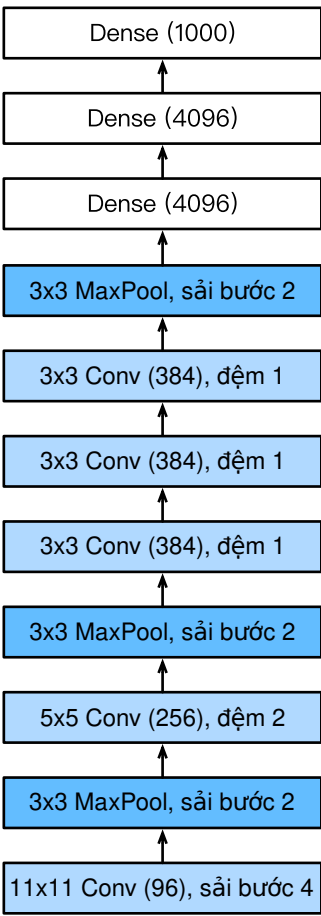 Dense (1000)
Dense (4096)
Dense (4096)
3x3 MaxPool, sải bước 2
3x3 Conv (384), đệm 1
3x3 Conv (384), đệm 1
3x3 Conv (384), đệm 1
3x3 MaxPool, sải bước 2
5x5 Conv (256), đệm 2
3x3 MaxPool, sải bước 2
11x11 Conv (96), sải bước 4